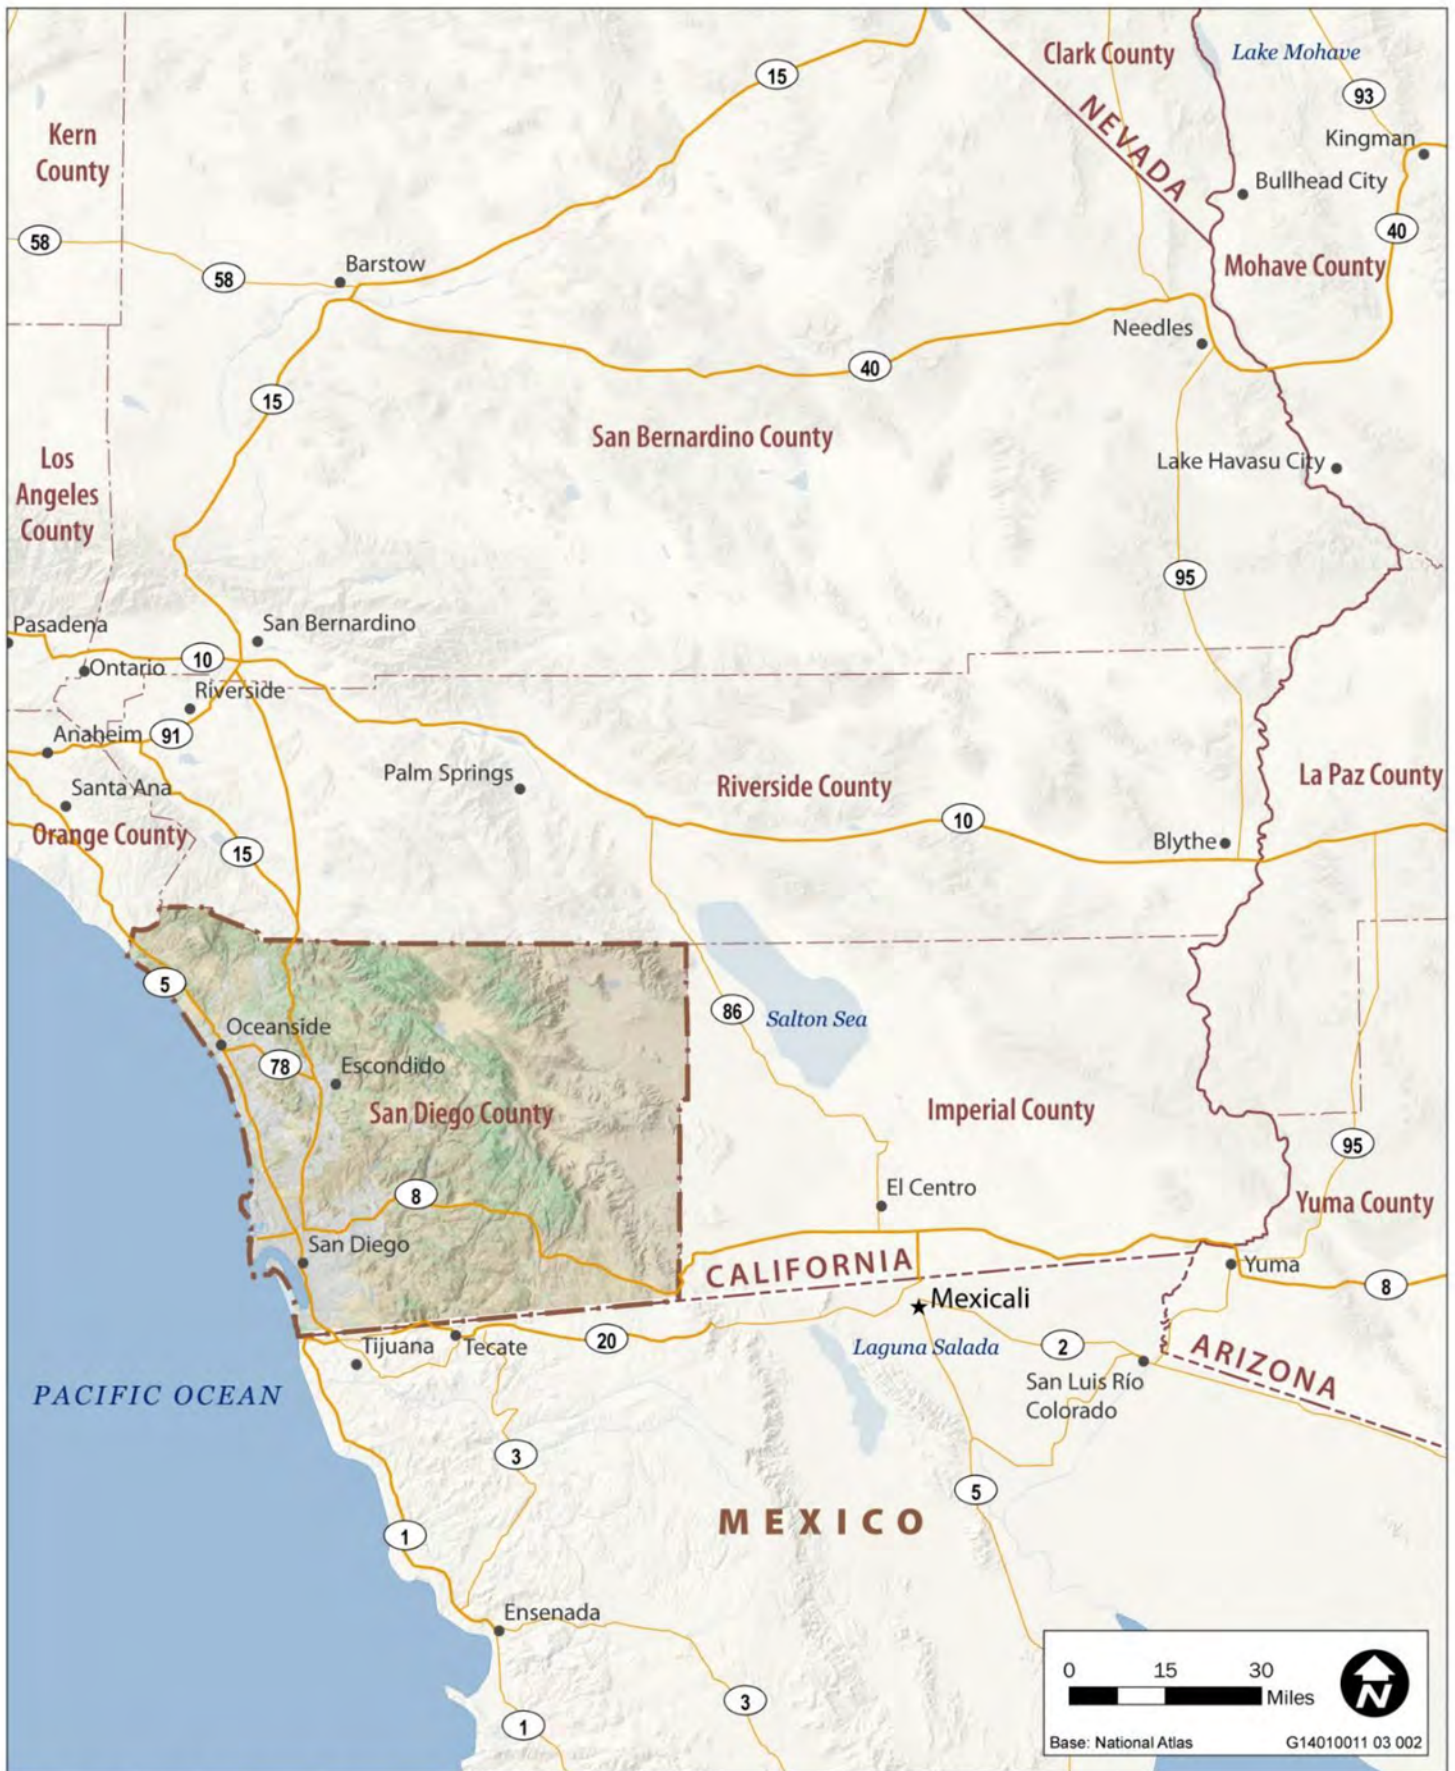 Clark County
Lake Mohave
15
93
NEVADA
Kern
County
Kingman
Bullhead City
58
40
Barstow
58
Mohave County
Needles
40
15
San Bernardino County
Los
Angeles
County
Lake Havasu City
95
Pasadena
San Bernardino
10
Ontario
Riverside
Anaheim
91
Palm Springs
Riverside County
La Paz County
Santa Ana
Orange County
10
15
Blythe
5
86
Salton Sea
Oceanside
78
Escondido
San Diego County
Imperial County
95
8
El Centro
Yuma County
San Diego
CALIFORNIA
Yuma
8
Mexicali
Tijuana
Tecate
20
Laguna Salada
2
ARIZONA
San Luis Río
Colorado
PACIFIC OCEAN
3
5
1
MEXICO
Ensenada
0 15 30
Miles
N
3
1
Base: National Atlas
G14010011 03 002